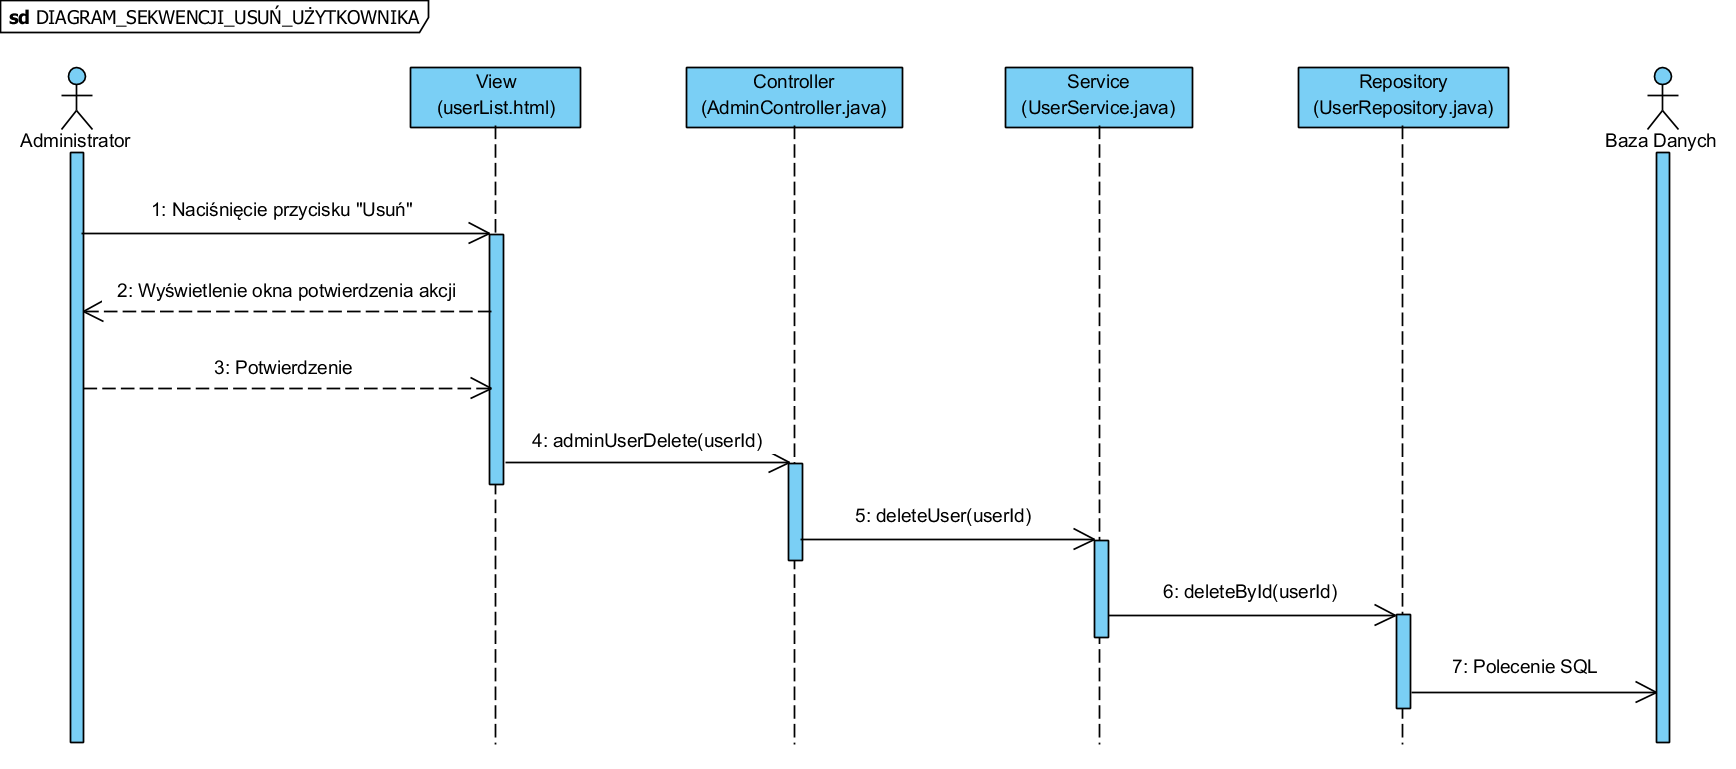 sd DIAGRAM_SEKWENCJI_USUŃ_UŻYTKOWNIKA
Administrator
View
(userList.html)
Controller
(AdminController.java)
Service
(UserService.java)
Repository
(UserRepository.java)
Baza Danych
1: Naciśnięcie przycisku "Usuń"
2: Wyświetlenie okna potwierdzenia akcji
3: Potwierdzenie
4: adminUserDelete(userId)
5: deleteUser(userId)
6: deleteById(userId)
7: Polecenie SQL